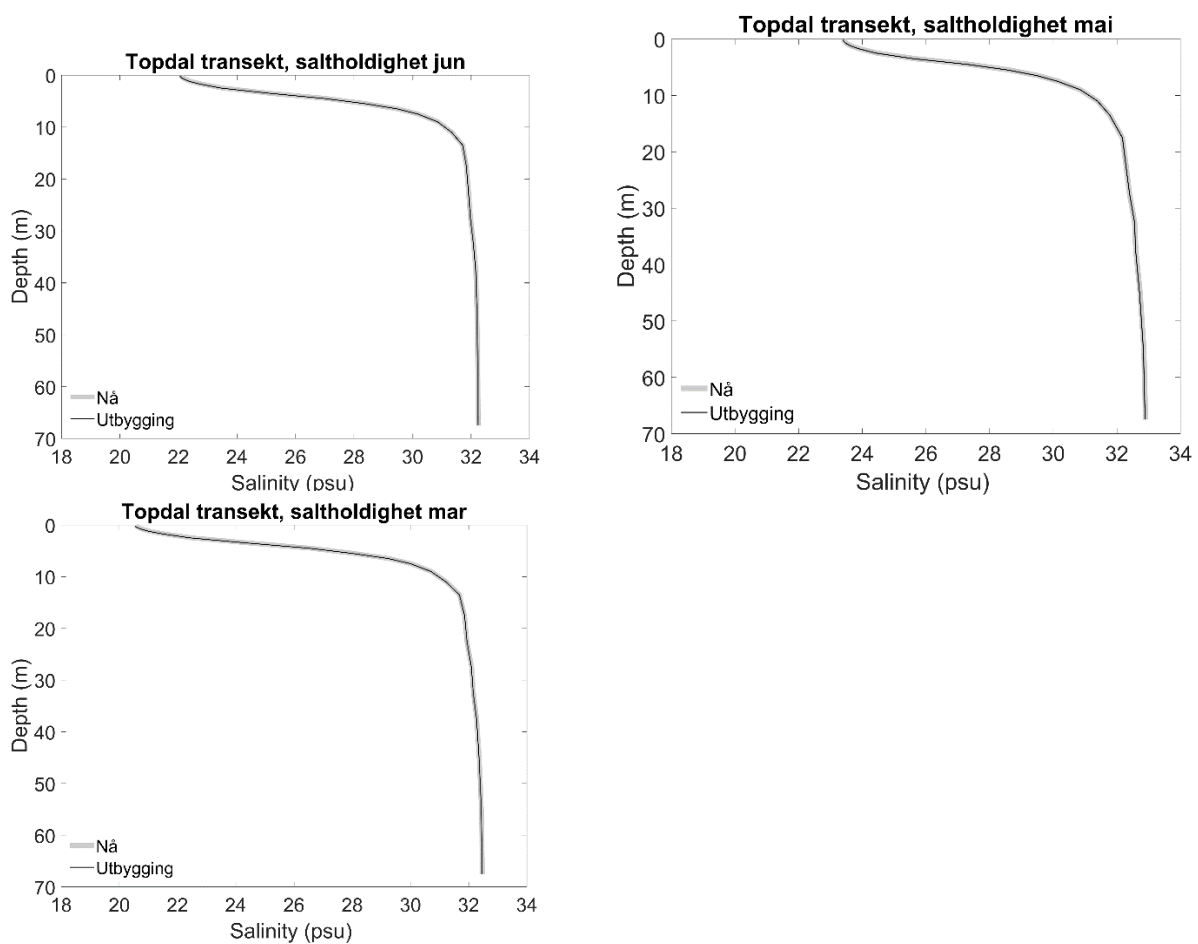 Topdal transekt, saltholdighet jun
0
10
20
30
40
50
60
70
Depth (m)
Nå
Utbygging
18 20 22 24 26 28 30 32 34
Salinity (psu)
Topdal transekt, saltholdighet mai
0
10
20
30
40
50
60
70
Depth (m)
Nå
Utbygging
18 20 22 24 26 28 30 32 34
Salinity (psu)
Topdal transekt, saltholdighet mar
0
10
20
30
40
50
60
70
Depth (m)
Nå
Utbygging
18 20 22 24 26 28 30 32 34
Salinity (psu)